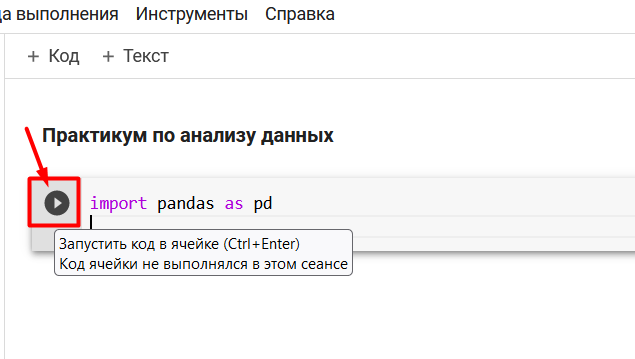 да выполнения Инструменты Справка
+ Код + Текст
Практикум по анализу данных
import pandas as pd
Запустить код в ячейке (Ctrl+Enter)
Код ячейки не выполнялся в этом сеансе